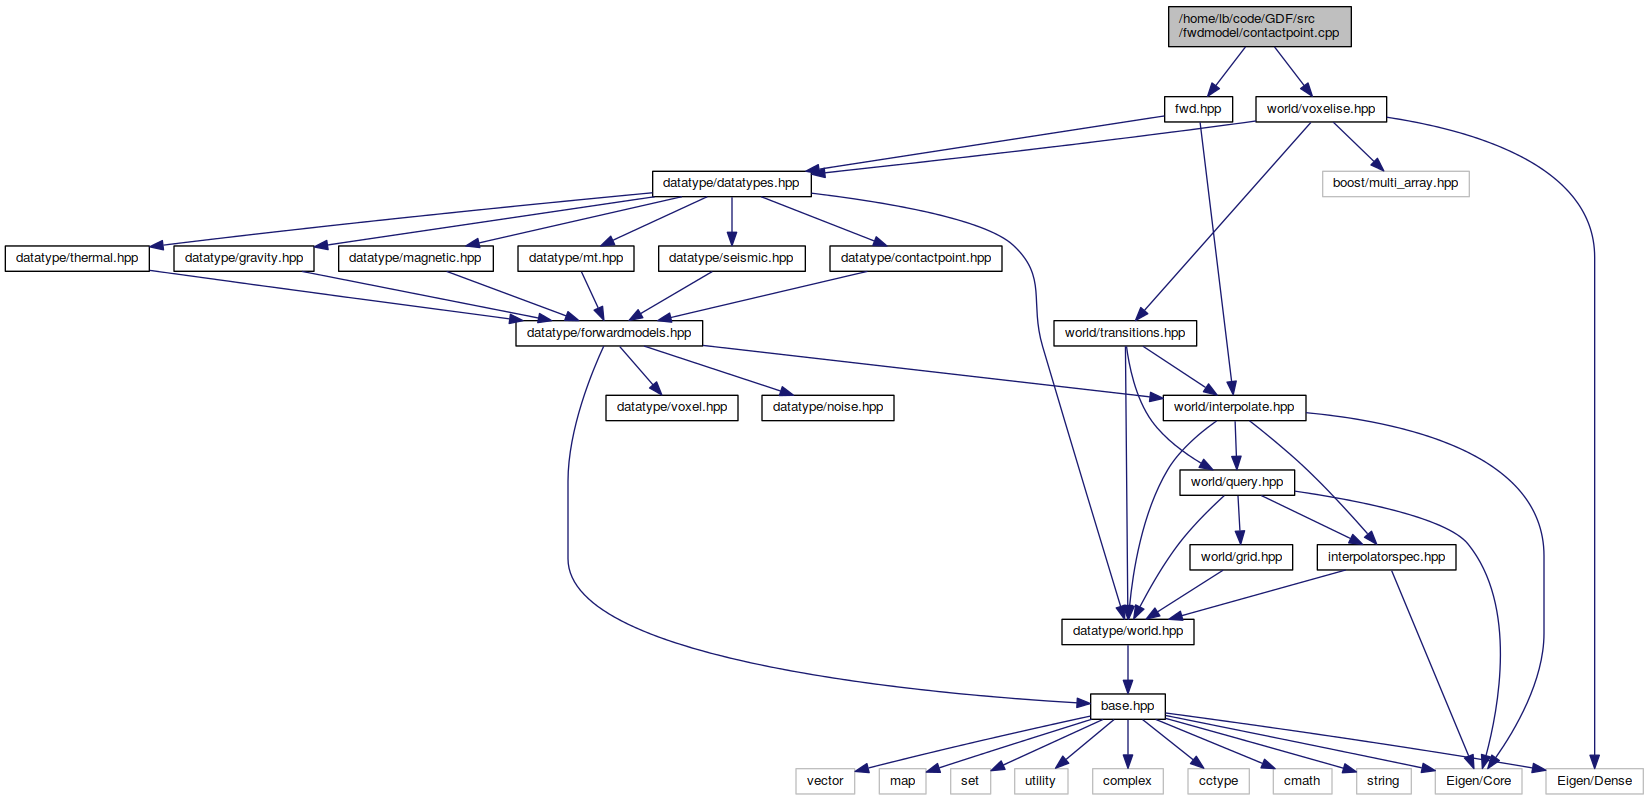 /home/lb/code/GDF/src
/fwdmodel/contactpoint.cpp
fwd.hpp
world/voxelise.hpp
datatype/datatypes.hpp
boost/multi_array.hpp
datatype/thermal.hpp
datatype/gravity.hpp
datatype/magnetic.hpp
datatype/mt.hpp
datatype/seismic.hpp
datatype/contactpoint.hpp
datatype/forwardmodels.hpp
world/transitions.hpp
datatype/voxel.hpp
datatype/noise.hpp
world/interpolate.hpp
world/query.hpp
world/grid.hpp
interpolatorspec.hpp
datatype/world.hpp
base.hpp
vector
map
set
utility
complex
cctype
cmath
string
Eigen/Core
Eigen/Dense